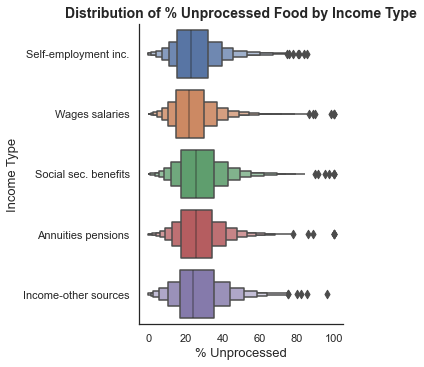 Distribution of % Unprocessed Food by Income Type
Self-employment inc.
Wages salaries
Social sec. benefits
Annuities pensions
Income-other sources
Income Type
0 20 40 60 80 100
% Unprocessed